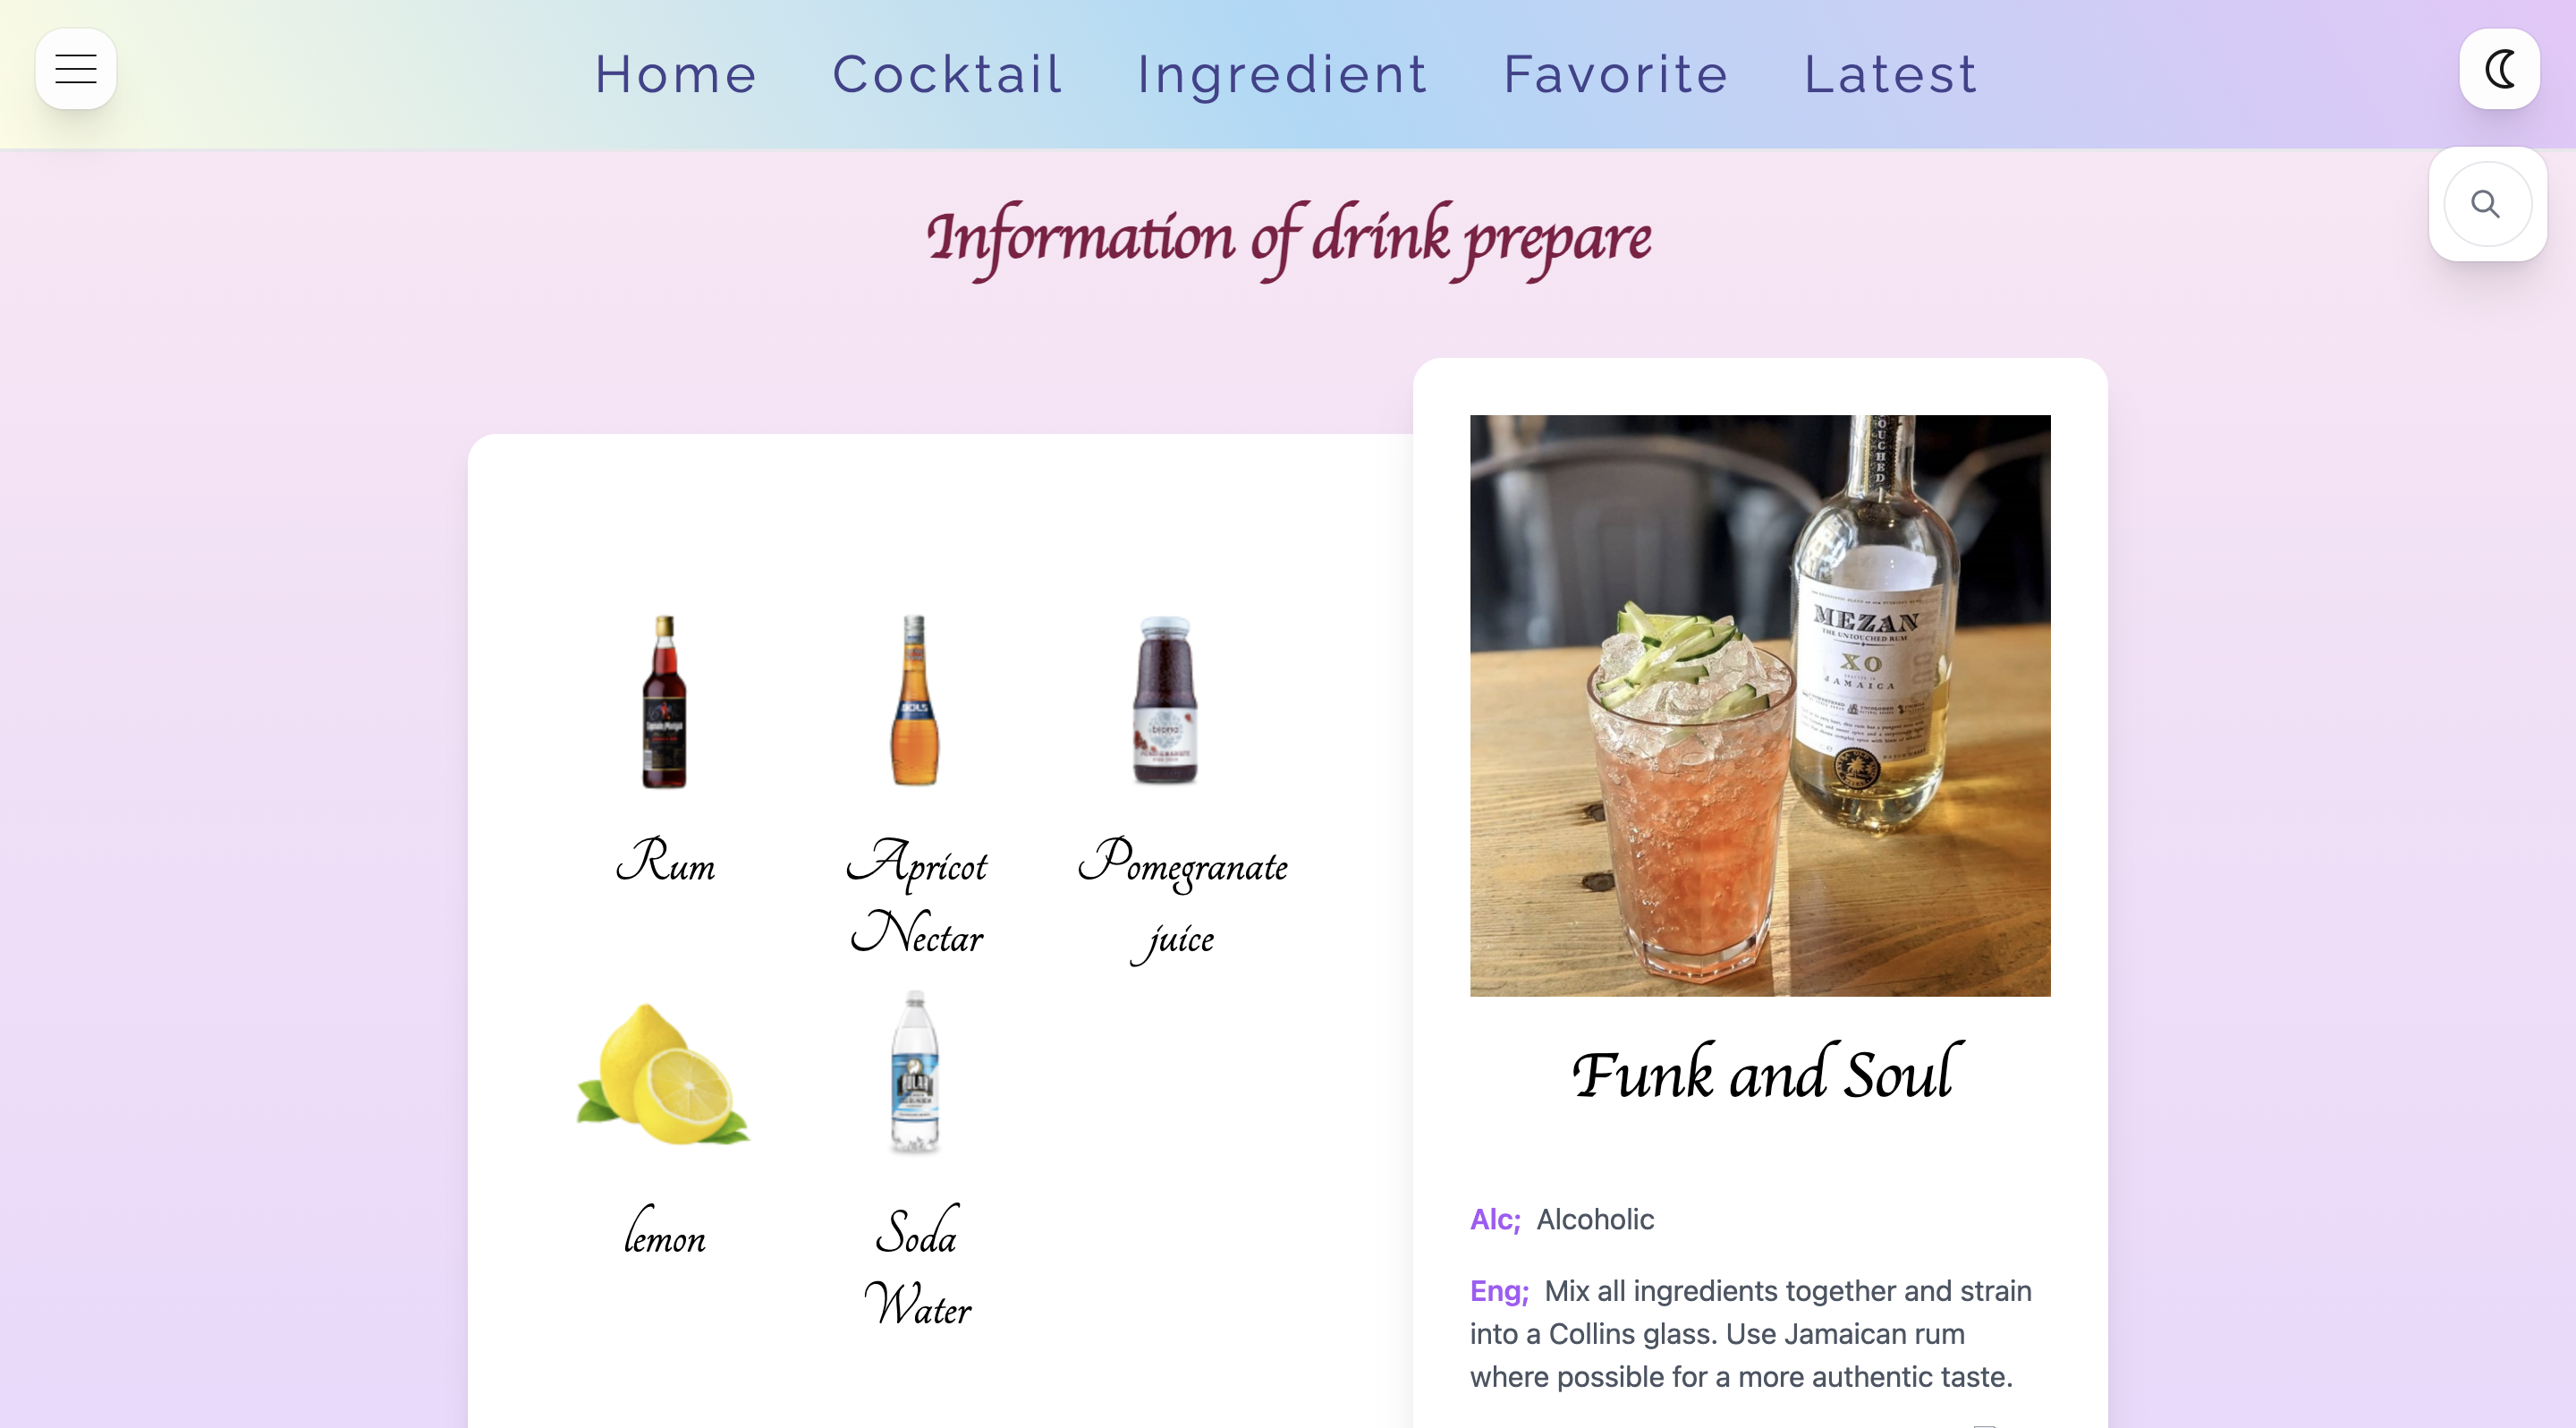 Home Cocktail Ingredient Favorite Latest
Information of drink prepare
Rum
Apricot
Nectar
Pomegranate
juice
lemon
Soda
Water
BOLS
OUCHED
MEZAN
THE UNTOUCHED RUM
XO
JAMAICA
Funk and Soul
Alc; Alcoholic
Eng; Mix all ingredients together and strain
into a Collins glass. Use Jamaican rum
where possible for a more authentic taste.